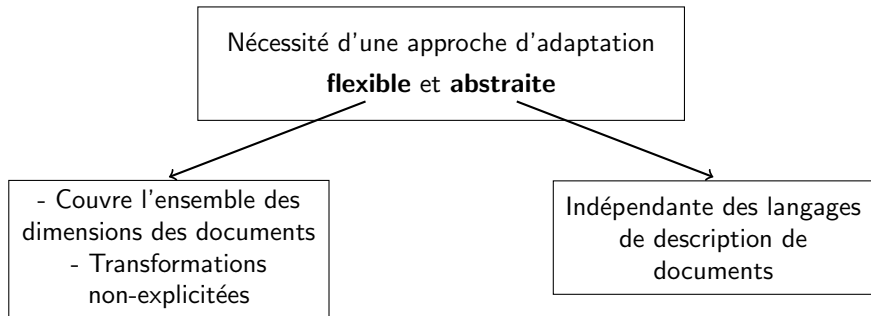 Nécessité d'une approche d'adaptation
flexible et abstraite
- Couvre l'ensemble des
dimensions des documents
- Transformations
non-explicitées
Indépendante des langages
de description de
documents